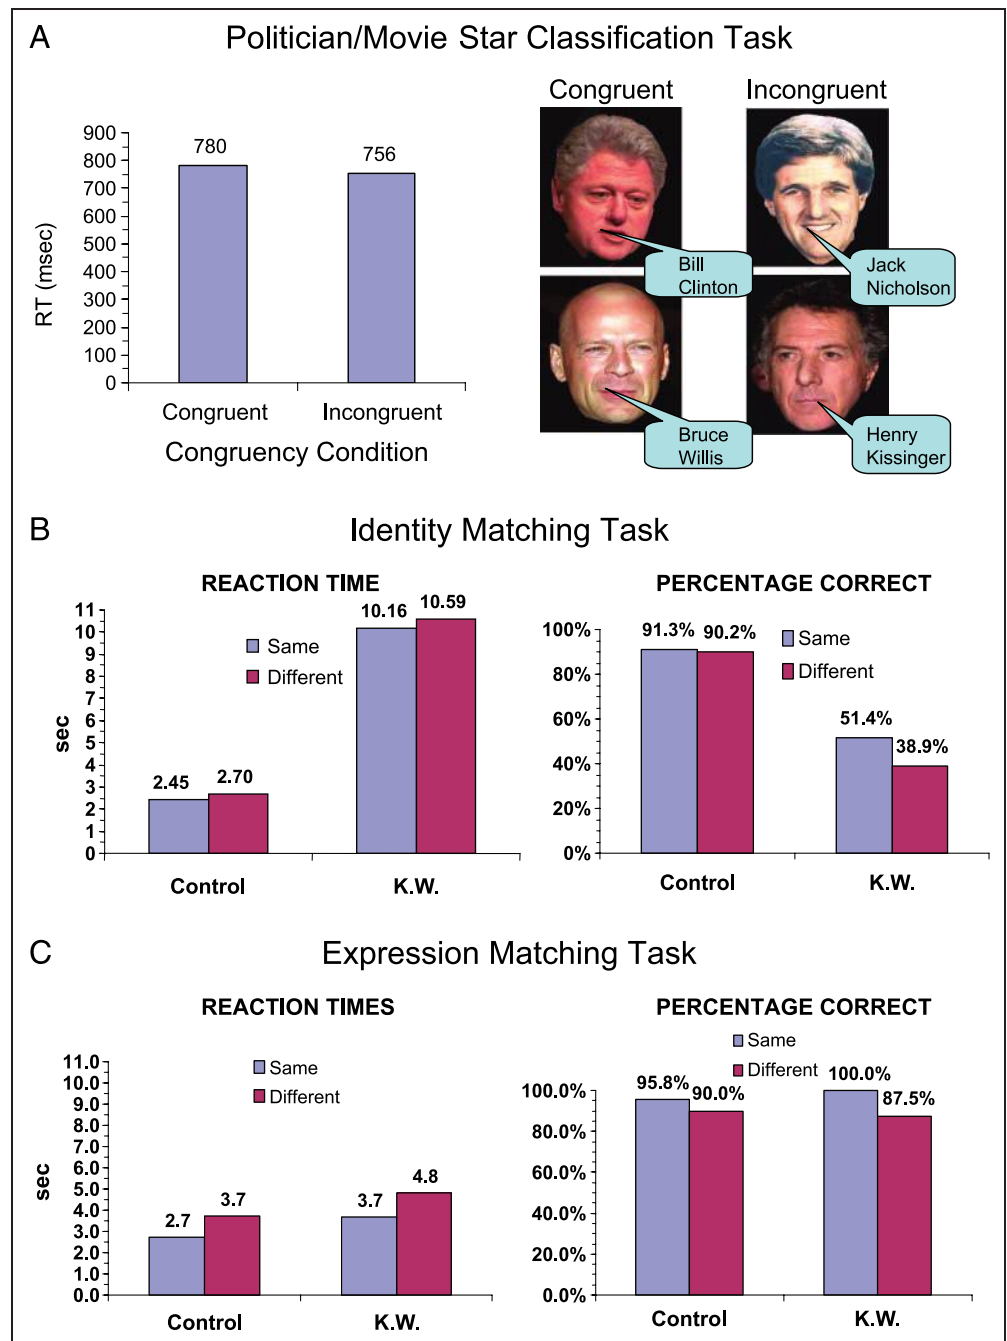 A
Politician/Movie Star Classification Task
Congruent
Incongruent
900
800
700
600
500
400
300
200
100
0
RT (msec)
780
756
Congruent
Incongruent
Congruency Condition
Bill
Clinton
Jack
Nicholson
Bruce
Willis
Henry
Kissinger
B
Identity Matching Task
REACTION TIME
11
10
9
8
7
6
5
4
3
2
1
0
sec
Same
Different
2.45
2.70
10.16
10.59
Control
K.W.
PERCENTAGE CORRECT
100%
80%
60%
40%
20%
0%
91.3%
90.2%
Same
Different
51.4%
38.9%
Control
K.W.
C
Expression Matching Task
REACTION TIMES
11.0
10.0
9.0
8.0
7.0
6.0
5.0
4.0
3.0
2.0
1.0
0.0
sec
Same
Different
2.7
3.7
3.7
4.8
Control
K.W.
PERCENTAGE CORRECT
Same
Different
100.0%
80.0%
60.0%
40.0%
20.0%
0.0%
95.8%
90.0%
100.0%
87.5%
Control
K.W.